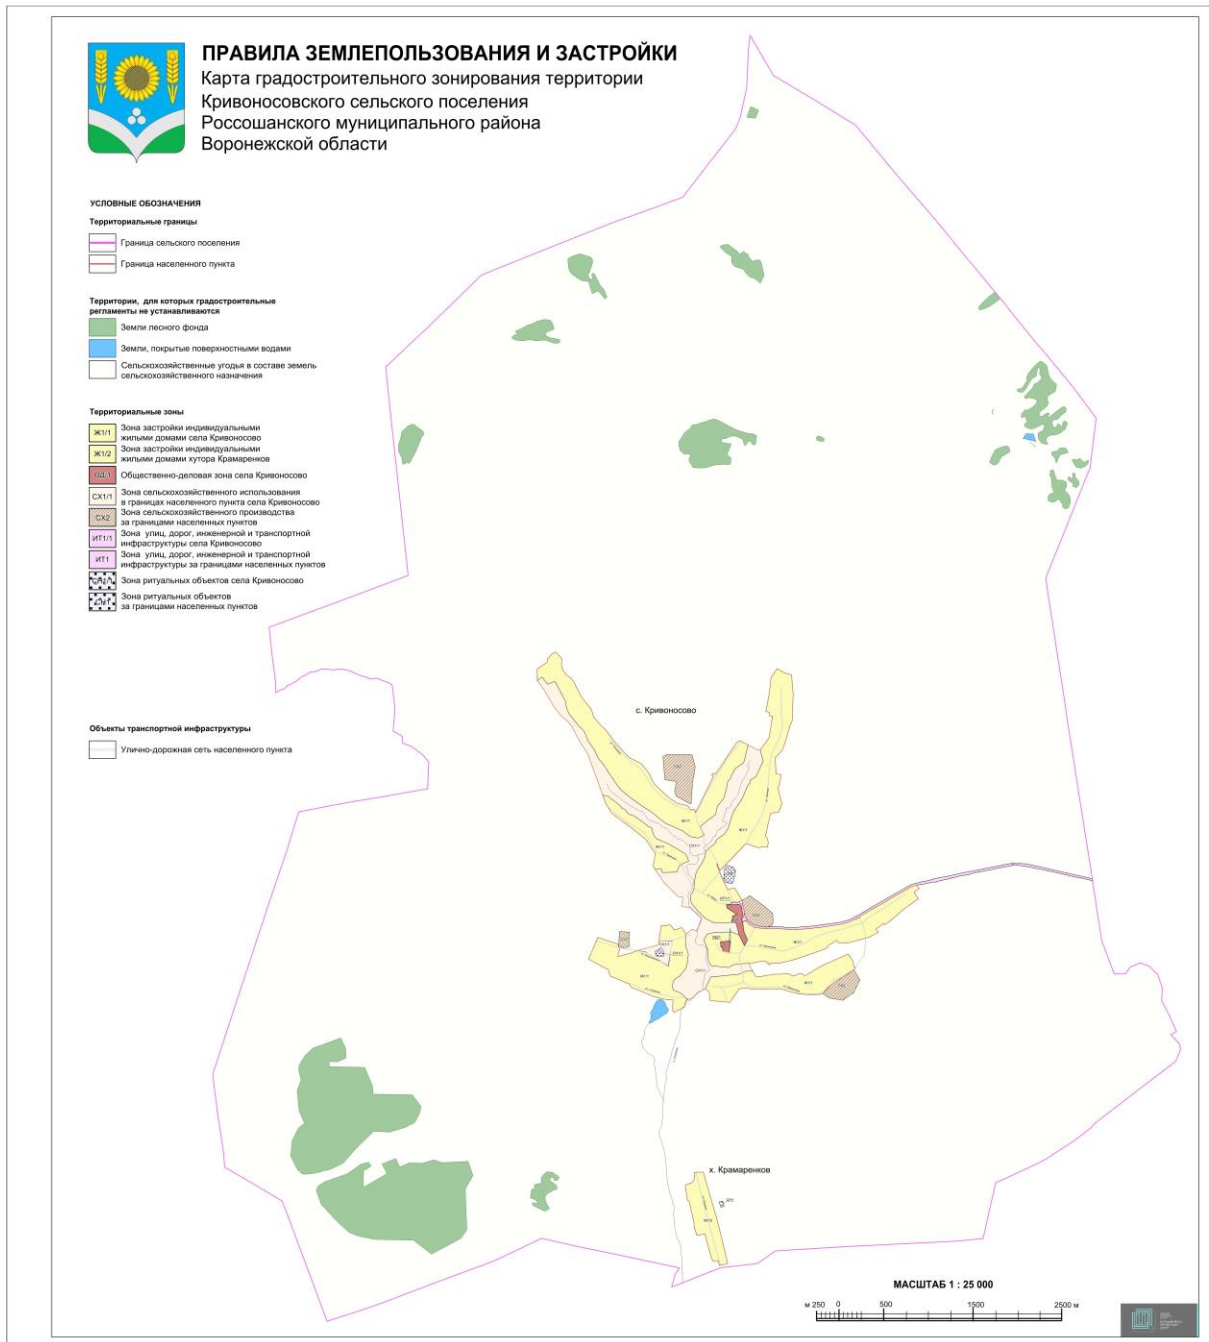 ПРАВИЛА ЗЕМЛЕПОЛЬЗОВАНИЯ И ЗАСТРОЙКИ
Карта градостроительного зонирования территории
Кривоносовского сельского поселения
Россошанского муниципального района
Воронежской области
УСЛОВНЫЕ ОБОЗНАЧЕНИЯ
Территориальные границы
Граница сельского поселения
Граница населенного пункта
Территории, для которых градостроительные
регламенты не устанавливаются
Земли лесного фонда
Земли, покрытые поверхностными водами
Сельскохозяйственные угодья в составе земель
сельскохозяйственного назначения
Территориальные зоны
Ж1/1 Зона застройки индивидуальными
жилыми домами села Кривоносово
Ж1/2 Зона застройки индивидуальными
жилыми домами хутора Крамаренков
ОД/1 Общественно-деловая зона села Кривоносово
СХ1/1 Зона сельскохозяйственного использования
в границах населенного пункта села Кривоносово
СХ2 Зона сельскохозяйственного производства
за границами населенных пунктов
ИТ1/1 Зона улиц, дорог, инженерной и транспортной
инфраструктуры села Кривоносово
ИТ1 Зона улиц, дорог, инженерной и транспортной
инфраструктуры за границами населенных пунктов
Зона ритуальных объектов села Кривоносово
Зона ритуальных объектов
за границами населенных пунктов
Объекты транспортной инфраструктуры
Улично-дорожная сеть населенного пункта
с. Кривоносово
х. Крамаренков
МАСШТАБ 1 : 25 000
м 250 0 500 1500 2500 м